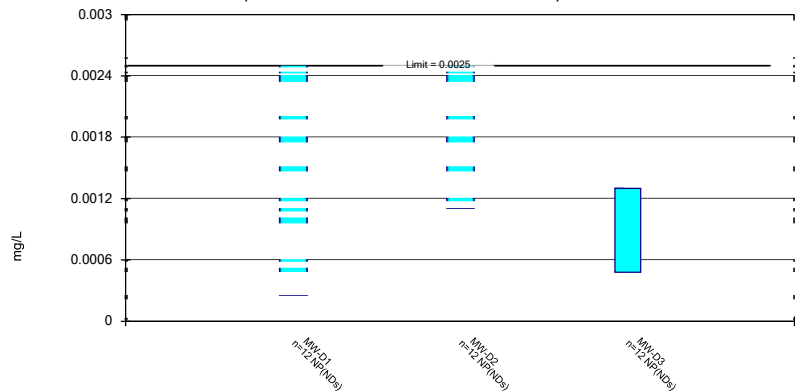 0.003
Limit = 0.0025
0.0024
0.0018
0.0012
0.0006
0
mg/L
MW-D1
n=12 NP(NDs)
MW-D2
n=12 NP(NDs)
MW-D3
n=12 NP(NDs)